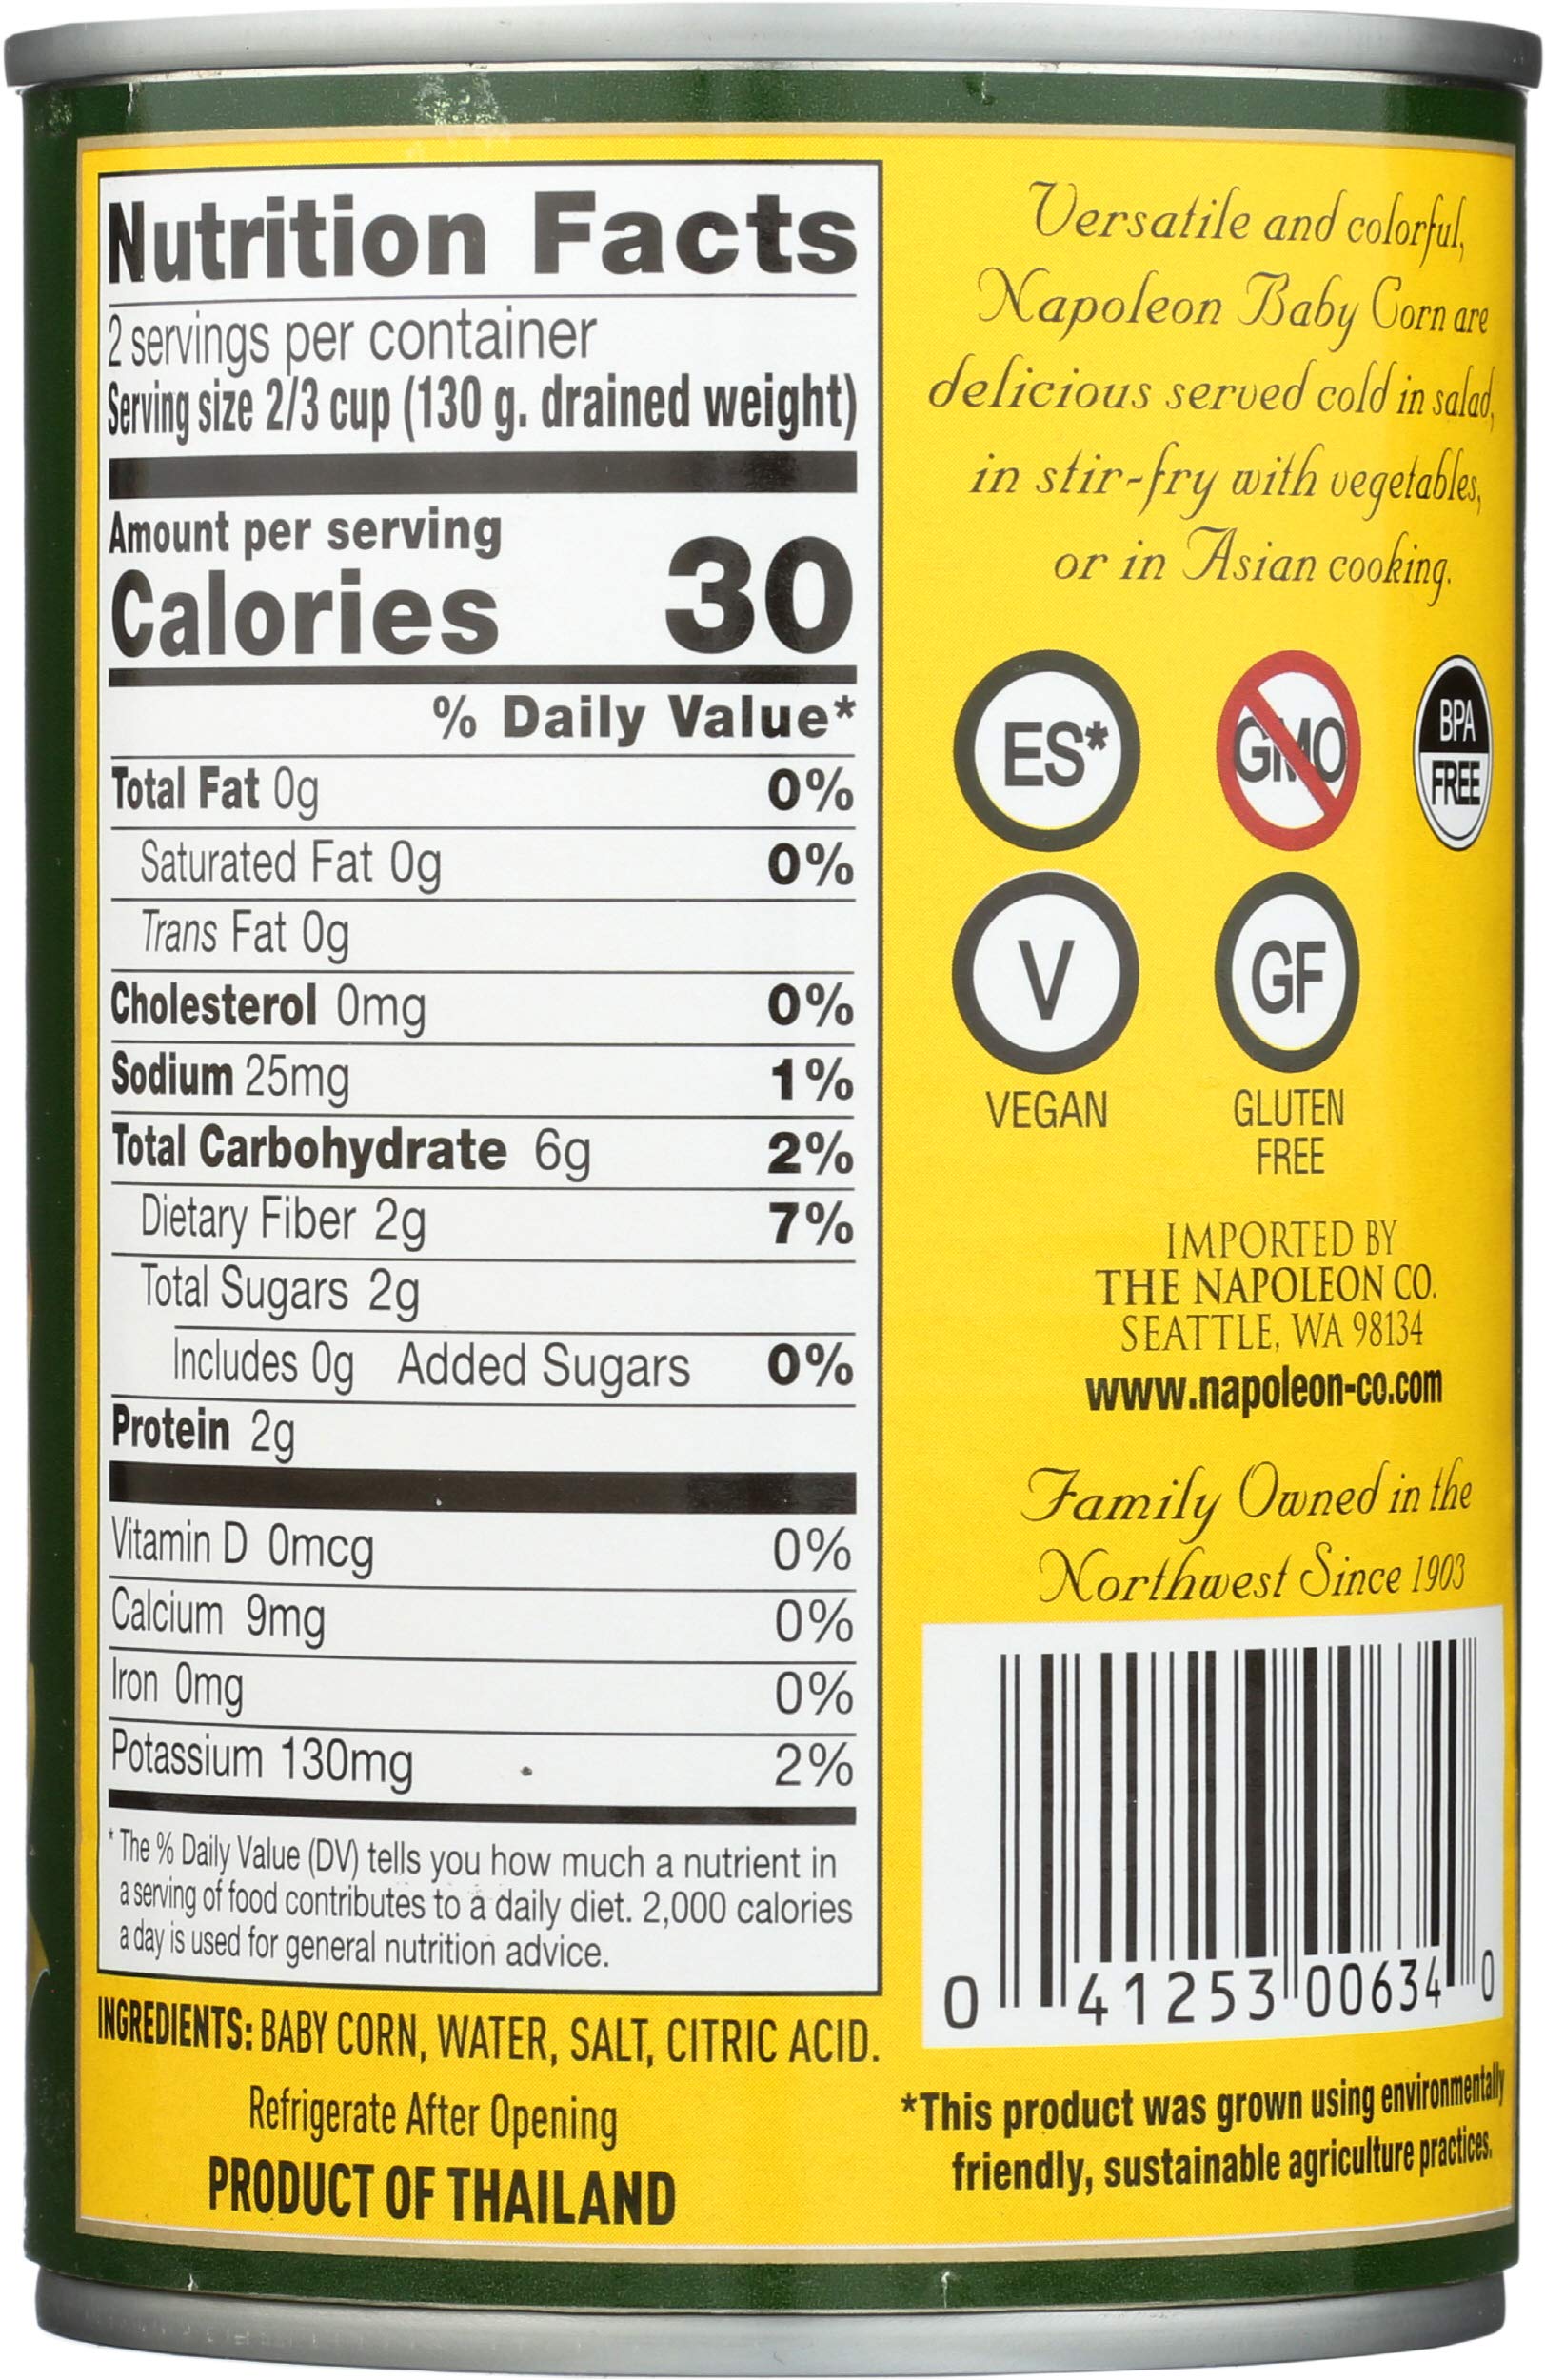 Nutrition Facts
2 servings per container
Serving size 2/3 cup (130 g. drained weight)
Amount per serving
Calories 30
% Daily Value*
Total Fat 0g 0%
Saturated Fat 0g 0%
Trans Fat 0g
Cholesterol 0mg 0%
Sodium 25mg 1%
Total Carbohydrate 6g 2%
Dietary Fiber 2g 7%
Total Sugars 2g
Includes 0g Added Sugars 0%
Protein 2g
Vitamin D 0mcg 0%
Calcium 9mg 0%
Iron 0mg 0%
Potassium 130mg 2%
* The % Daily Value (DV) tells you how much a nutrient in
a serving of food contributes to a daily diet. 2,000 calories
a day is used for general nutrition advice.
INGREDIENTS: BABY CORN, WATER, SALT, CITRIC ACID.
Refrigerate After Opening
PRODUCT OF THAILAND
Versatile and colorful,
Napoleon Baby Corn are
delicious served cold in salad,
in stir-fry with vegetables,
or in Asian cooking.
ES*
GMO
BPA
FREE
V
GF
VEGAN
GLUTEN
FREE
IMPORTED BY
THE NAPOLEON CO.
SEATTLE, WA 98134
www.napoleon-co.com
Family Owned in the
Northwest Since 1903
0 41253 00634 0
*This product was grown using environmentally
friendly, sustainable agriculture practices.